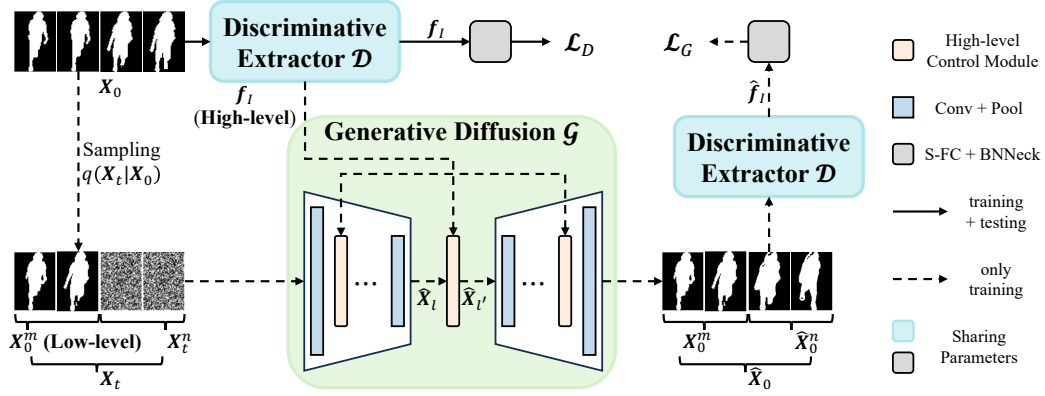 Discriminative
Extractor 𝓓
f_I
𝓛_D
𝓛_G
High-level
Control Module
X_0
f_I
(High-level)
f̂_I
Generative Diffusion 𝓖
Conv + Pool
Sampling
q(X_t|X_0)
Discriminative
Extractor 𝓓
S-FC + BNNeck
training
+ testing
...
...
X̂_l
X̂_l'
only
training
X_0^m (Low-level) X_t^n
X_t
X_0^m
X̂_0^n
X̂_0
Sharing
Parameters